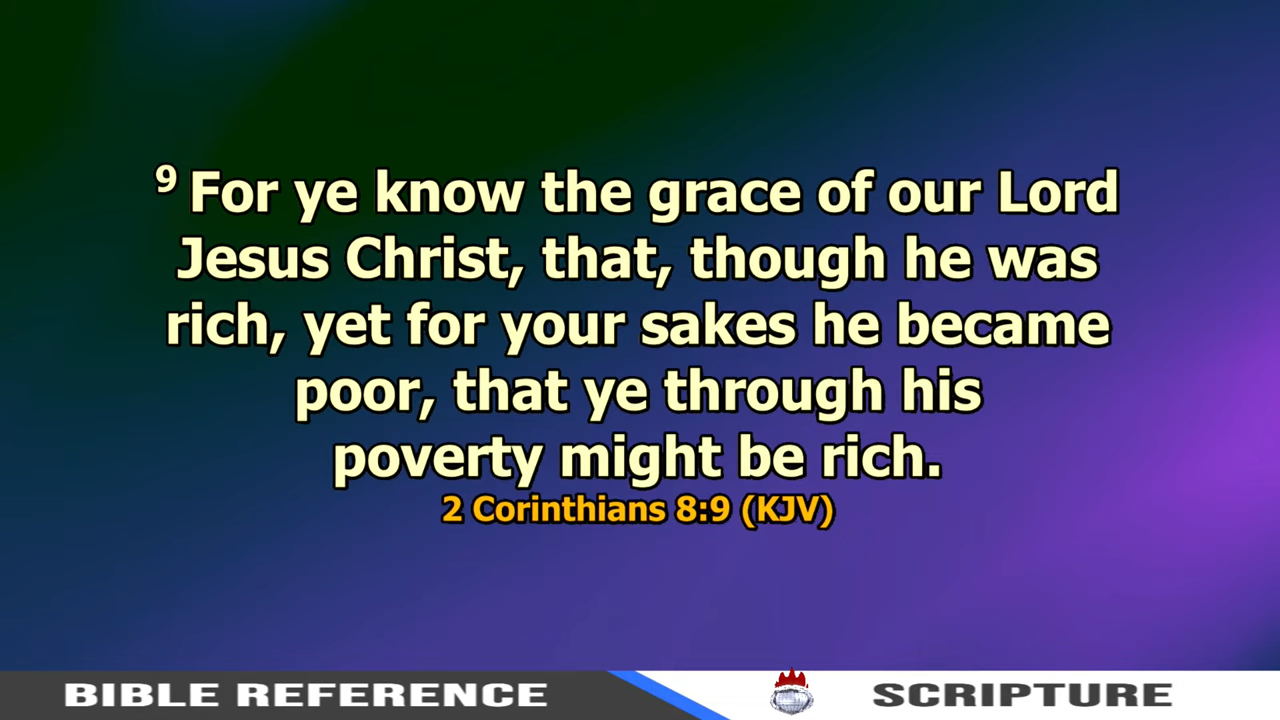 9 For ye know the grace of our Lord
Jesus Christ, that, though he was
rich, yet for your sakes he became
poor, that ye through his
poverty might be rich.
2 Corinthians 8:9 (KJV)
BIBLE REFERENCE
SCRIPTURE